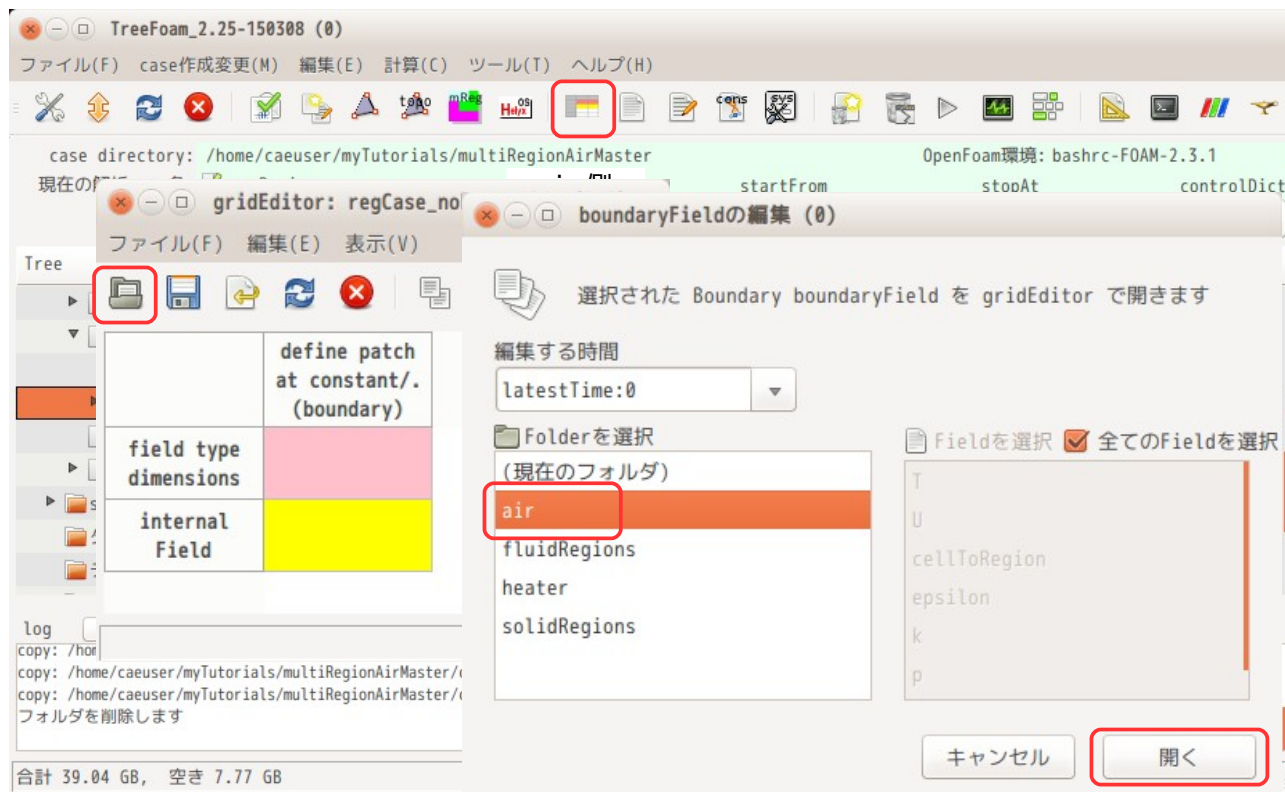 TreeFoam_2.25-150308 (0)
ファイル(F) case作成変更(M) 編集(E) 計算(C) ツール(T) ヘルプ(H)
mReg
topo
Helyx
OS
cons
SYS
case directory: /home/caeuser/myTutorials/multiRegionAirMaster
OpenFoam環境: bashrc-FOAM-2.3.1
現在の
startFrom
stopAt
controlDict
gridEditor: regCase_no
ファイル(F) 編集(E) 表示(V)
Tree
define patch
at constant/.
(boundary)
field type
dimensions
internal
Field
boundaryFieldの編集 (0)
選択された Boundary boundaryField を gridEditor で開きます
編集する時間
latestTime:0
Folderを選択
(現在のフォルダ)
air
fluidRegions
heater
solidRegions
Fieldを選択
全てのFieldを選択
T
U
cellToRegion
epsilon
k
p
キャンセル
開く
log
copy: /hom
copy: /home/caeuser/myTutorials/multiRegionAirMaster/
copy: /home/caeuser/myTutorials/multiRegionAirMaster/
フォルダを削除します
合計 39.04 GB, 空き 7.77 GB